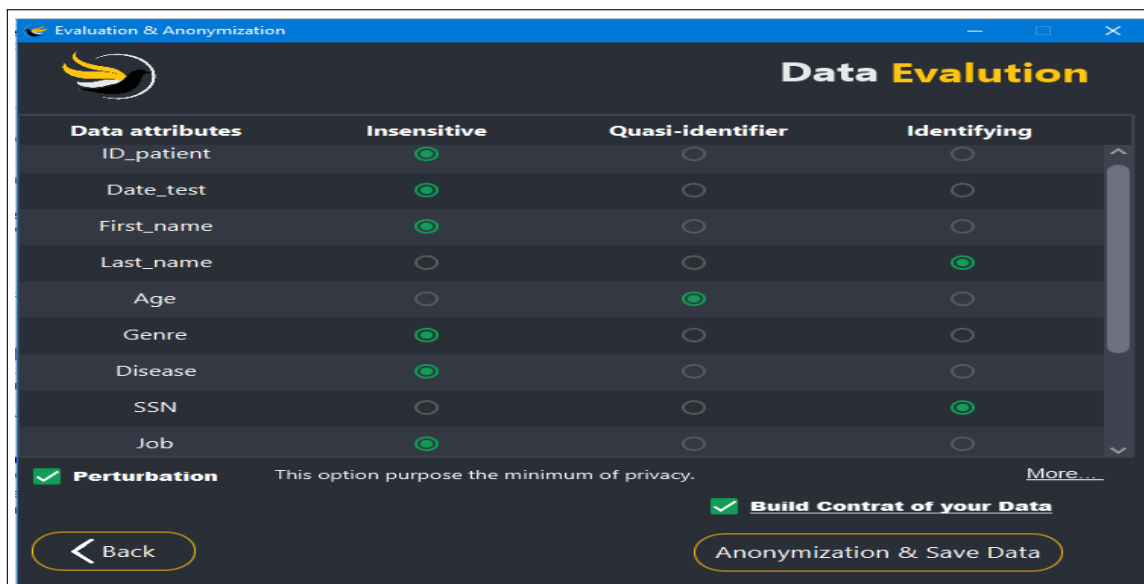 Evaluation & Anonymization
Data Evalution
Data attributes Insensitive Quasi-identifier Identifying
ID_patient
Date_test
First_name
Last_name
Age
Genre
Disease
SSN
Job
Perturbation This option purpose the minimum of privacy. More...
Build Contrat of your Data
Back Anonymization & Save Data